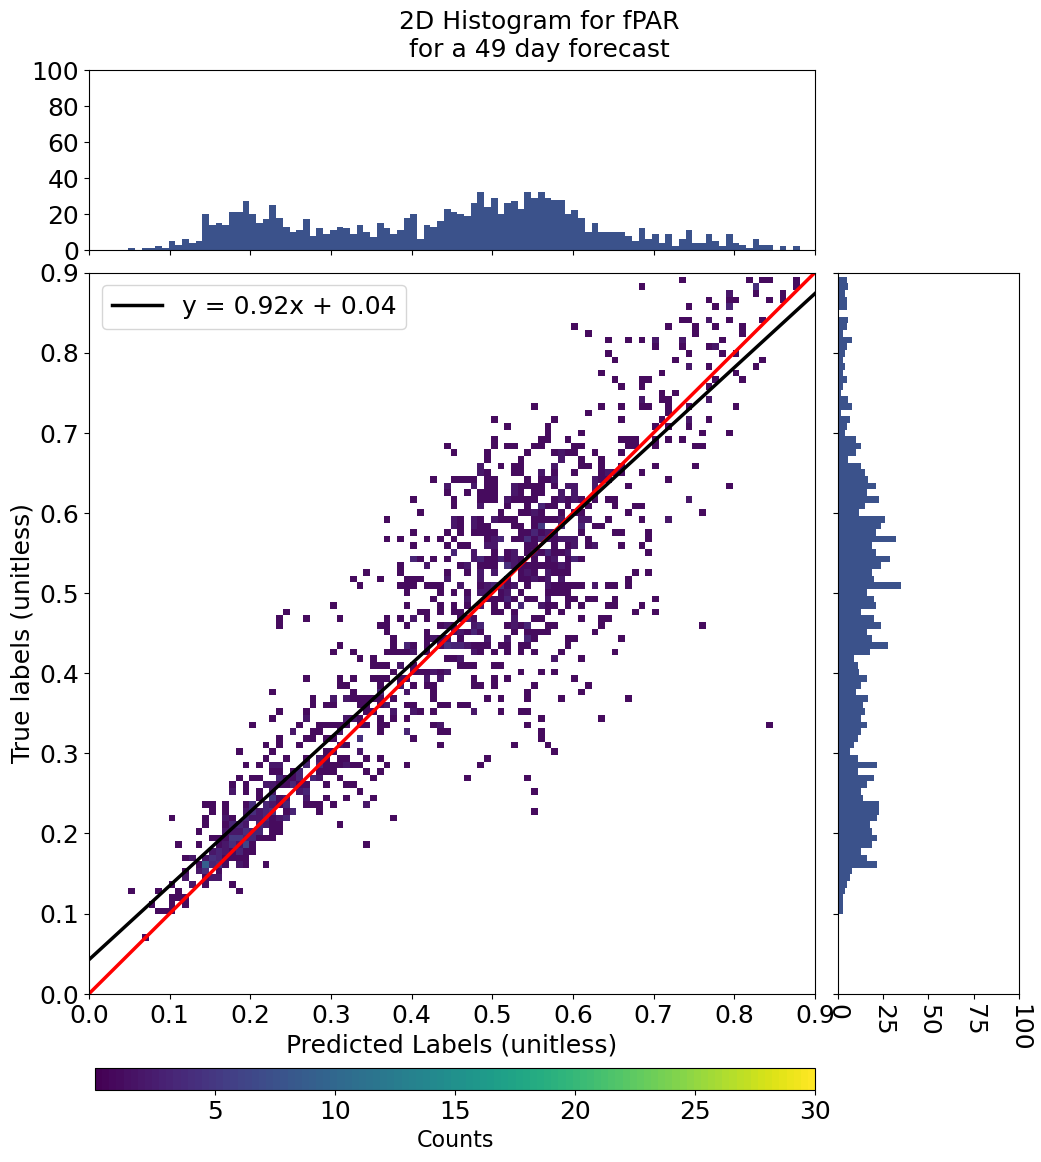 2D Histogram for fPAR
for a 49 day forecast
100
80
60
40
20
0
0.9
0.8
0.7
0.6
0.5
0.4
0.3
0.2
0.1
0.0
True labels (unitless)
y = 0.92x + 0.04
0.0 0.1 0.2 0.3 0.4 0.5 0.6 0.7 0.8 0.9
Predicted Labels (unitless)
0 25 50 75 100
5 10 15 20 25 30
Counts